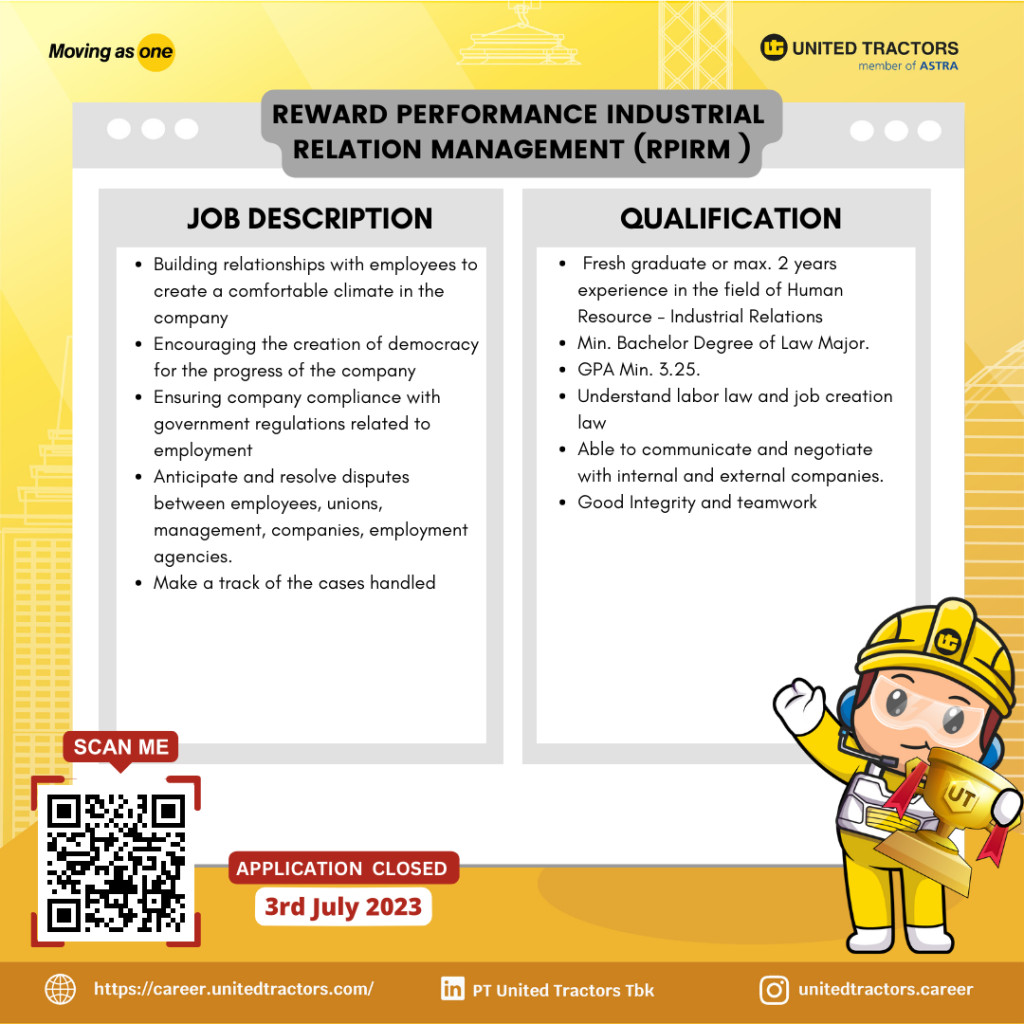 Moving as one
UNITED TRACTORS
member of ASTRA
REWARD PERFORMANCE INDUSTRIAL
RELATION MANAGEMENT (RPIRM )
JOB DESCRIPTION
• Building relationships with employees to
create a comfortable climate in the
company
• Encouraging the creation of democracy
for the progress of the company
• Ensuring company compliance with
government regulations related to
employment
• Anticipate and resolve disputes
between employees, unions,
management, companies, employment
agencies.
• Make a track of the cases handled
QUALIFICATION
• Fresh graduate or max. 2 years
experience in the field of Human
Resource - Industrial Relations
• Min. Bachelor Degree of Law Major.
• GPA Min. 3.25.
• Understand labor law and job creation
law
• Able to communicate and negotiate
with internal and external companies.
• Good Integrity and teamwork
UT
SCAN ME
APPLICATION CLOSED
3rd July 2023
https://career.unitedtractors.com/
in PT United Tractors Tbk
unitedtractors.career